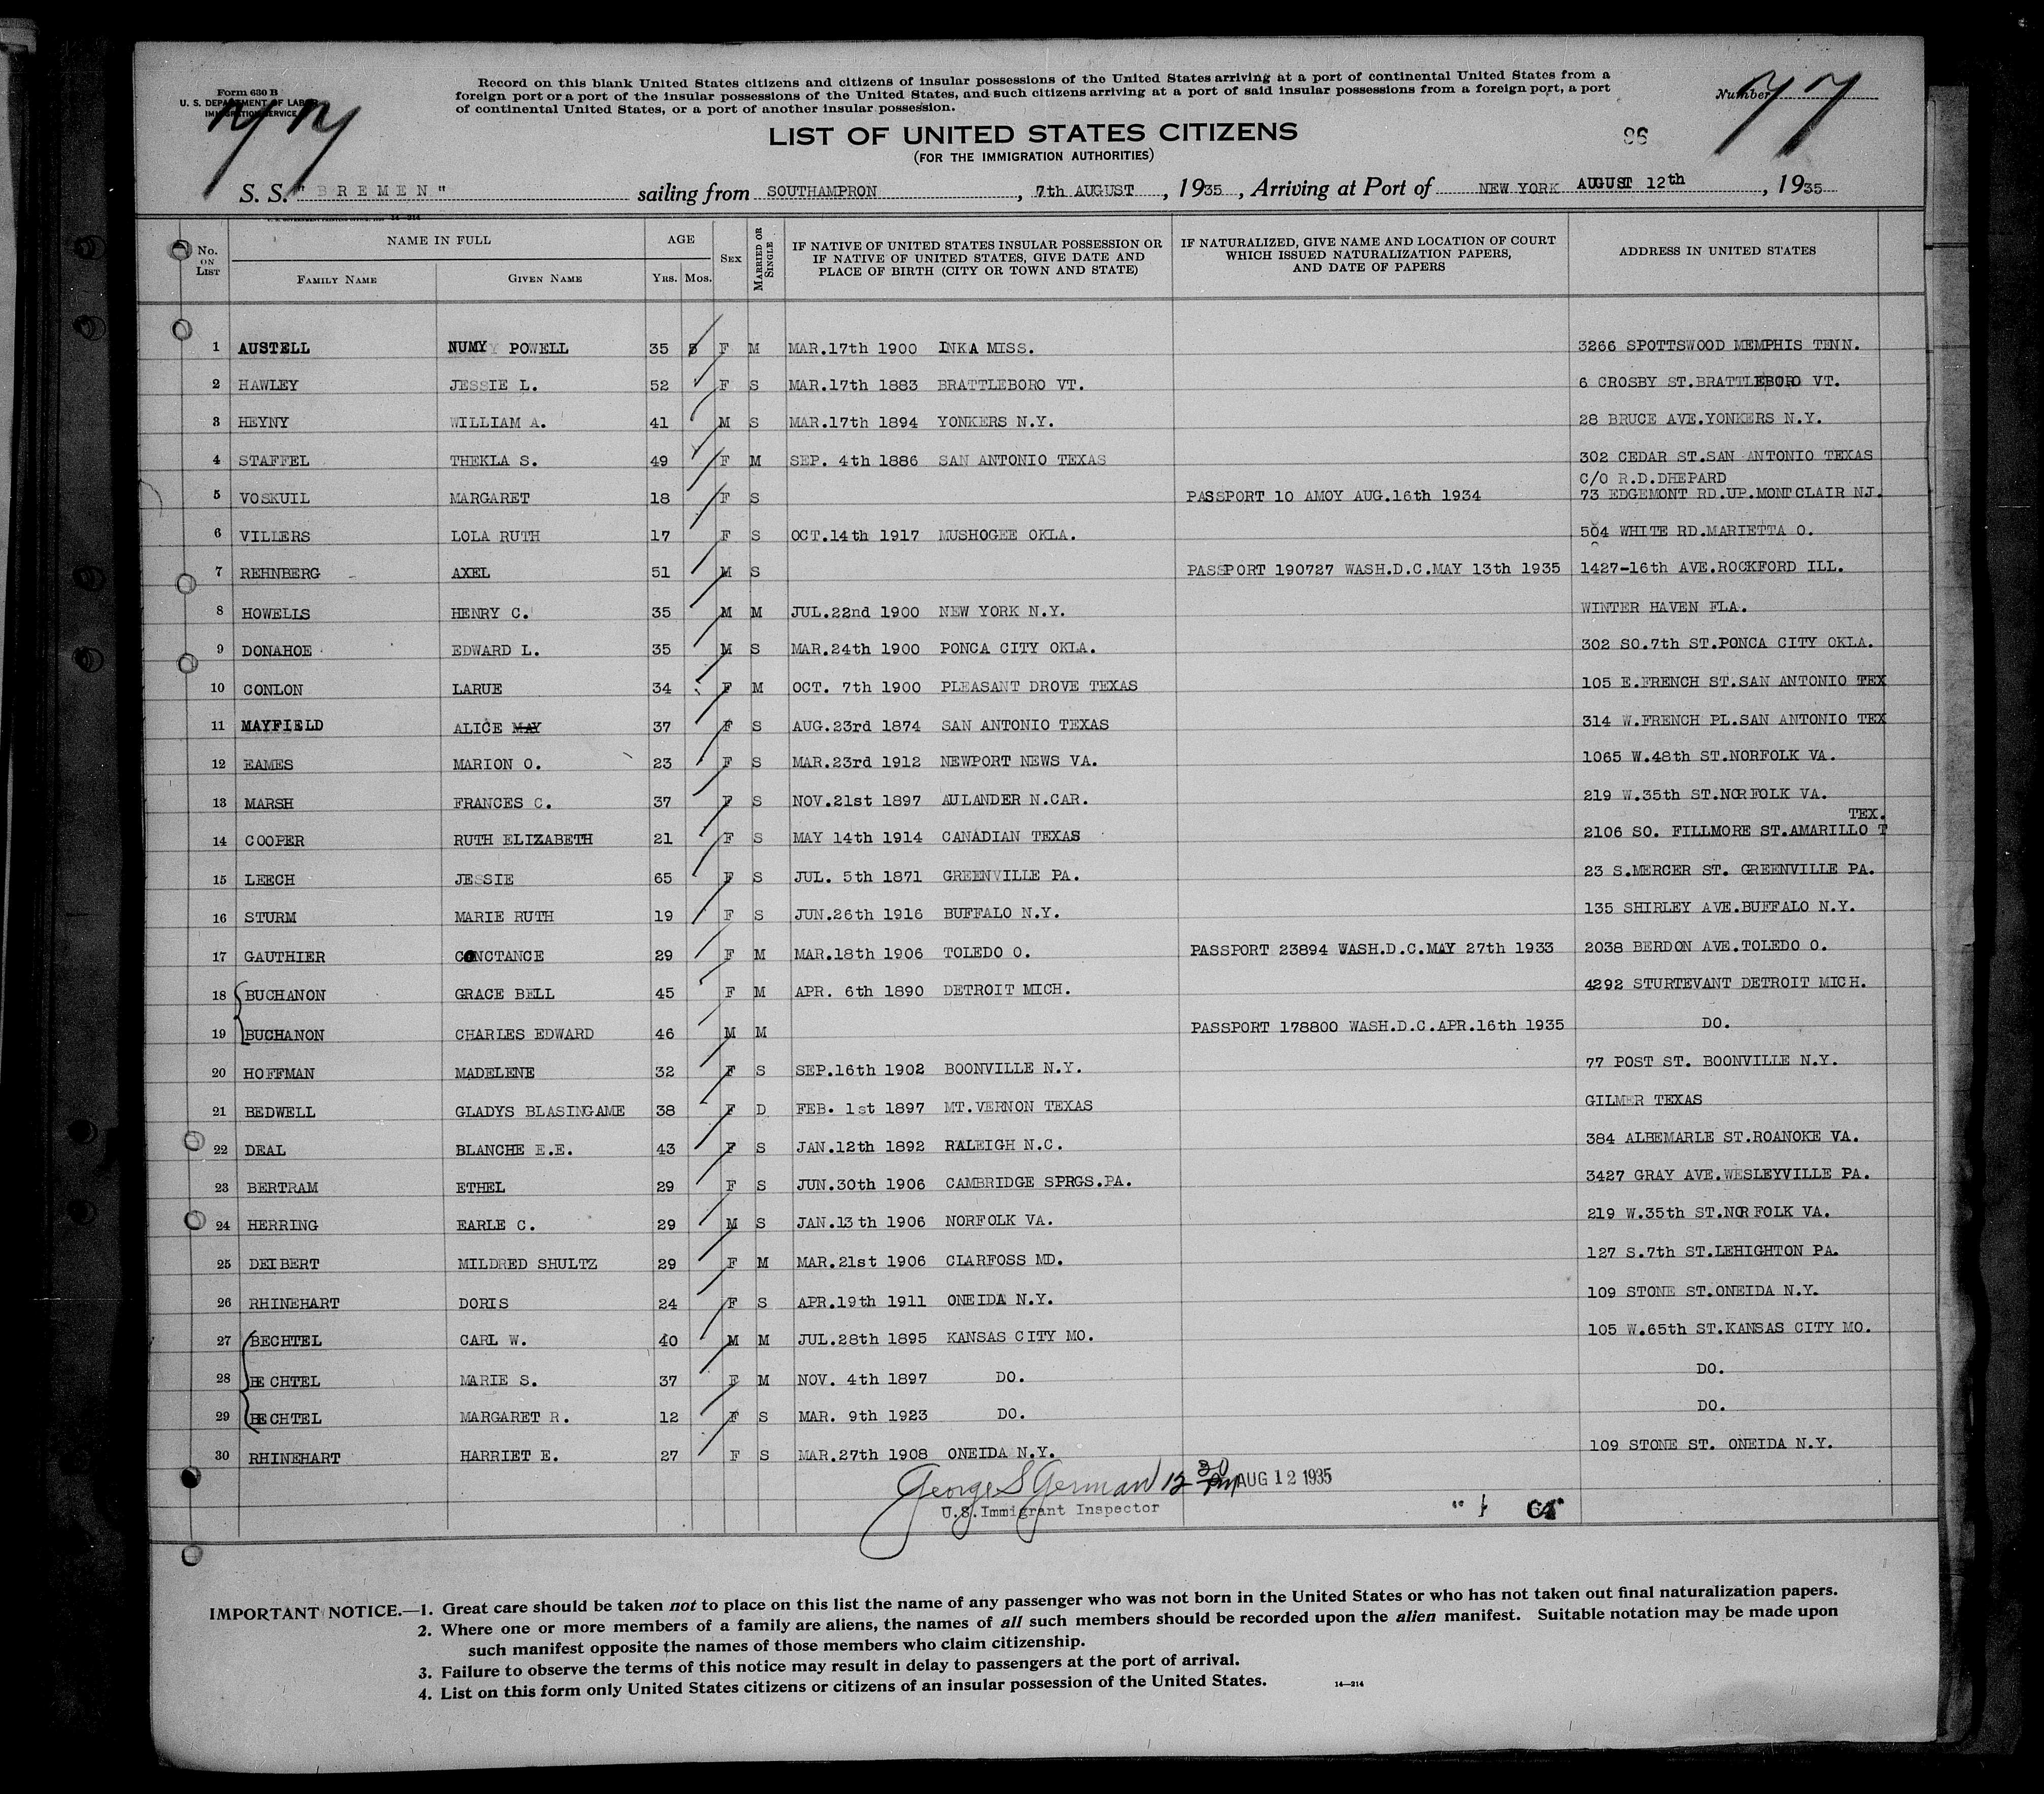 Form 630 B
U. S. DEPARTMENT OF LABOR
IMMIGRATION SERVICE
Record on this blank United States citizens and citizens of insular possessions of the United States arriving at a port of continental United States from a
foreign port or a port of the insular possessions of the United States, and such citizens arriving at a port of said insular possessions from a foreign port, a port
of continental United States, or a port of another insular possession.
Number 77
LIST OF UNITED STATES CITIZENS
(FOR THE IMMIGRATION AUTHORITIES)
S. S. "BREMEN" sailing from SOUTHAMPRON, 7th AUGUST, 1935, Arriving at Port of NEW YORK AUGUST 12th, 1935
No. ON LIST NAME IN FULL FAMILY NAME GIVEN NAME AGE YRS. MOS. SEX MARRIED OR SINGLE IF NATIVE OF UNITED STATES INSULAR POSSESSION OR IF NATIVE OF UNITED STATES, GIVE DATE AND PLACE OF BIRTH (CITY OR TOWN AND STATE) IF NATURALIZED, GIVE NAME AND LOCATION OF COURT WHICH ISSUED NATURALIZATION PAPERS, AND DATE OF PAPERS ADDRESS IN UNITED STATES
1 AUSTELL NUMY POWELL 35 5 F M MAR.17th 1900 INKA MISS. 3266 SPOTTSWOOD MEMPHIS TENN.
2 HAWLEY JESSIE L. 52 F S MAR.17th 1883 BRATTLEBORO VT. 6 CROSBY ST.BRATTLEBORO VT.
3 HEYNY WILLIAM A. 41 M S MAR.17th 1894 YONKERS N.Y. 28 BRUCE AVE.YONKERS N.Y.
4 STAFFEL THEKLA S. 49 F M SEP. 4th 1886 SAN ANTONIO TEXAS 302 CEDAR ST.SAN ANTONIO TEXAS
C/O R.D.DHEPARD
5 VOSKUIL MARGARET 18 F S PASSPORT 10 AMOY AUG.16th 1934 73 EDGEMONT RD.UP.MONTCLAIR NJ.
6 VILLERS LOLA RUTH 17 F S OCT.14th 1917 MUSHOGEE OKLA. 504 WHITE RD.MARIETTA O.
7 REHNBERG AXEL 51 M S PASSPORT 190727 WASH.D.C.MAY 13th 1935 1427-16th AVE.ROCKFORD ILL.
8 HOWELLS HENRY C. 35 M M JUL.22nd 1900 NEW YORK N.Y. WINTER HAVEN FLA.
9 DONAHOE EDWARD L. 35 M S MAR.24th 1900 PONCA CITY OKLA. 302 SO.7th ST.PONCA CITY OKLA.
10 CONLON LARUE 34 F M OCT. 7th 1900 PLEASANT DROVE TEXAS 105 E.FRENCH ST.SAN ANTONIO TEX
11 MAYFIELD ALICE MAY 37 F S AUG.23rd 1874 SAN ANTONIO TEXAS 314 W.FRENCH PL.SAN ANTONIO TEX
12 EAMES MARION O. 23 F S MAR.23rd 1912 NEWPORT NEWS VA. 1065 W.48th ST.NORFOLK VA.
13 MARSH FRANCES C. 37 F S NOV.21st 1897 AULANDER N.CAR. 219 W.35th ST.NORFOLK VA.
TEX.
14 COOPER RUTH ELIZABETH 21 F S MAY 14th 1914 CANADIAN TEXAS 2106 SO. FILLMORE ST.AMARILLO T
15 LEECH JESSIE 65 F S JUL. 5th 1871 GREENVILLE PA. 23 S.MERCER ST. GREENVILLE PA.
16 STURM MARIE RUTH 19 F S JUN.26th 1916 BUFFALO N.Y. 135 SHIRLEY AVE.BUFFALO N.Y.
17 GAUTHIER CONCTANCE 29 F M MAR.18th 1906 TOLEDO O. PASSPORT 23894 WASH.D.C.MAY 27th 1933 2038 BERDON AVE.TOLEDO O.
18 BUCHANON GRACE BELL 45 F M APR. 6th 1890 DETROIT MICH. 4292 STURTEVANT DETROIT MICH.
19 BUCHANON CHARLES EDWARD 46 M M PASSPORT 178800 WASH.D.C.APR.16th 1935 DO.
20 HOFFMAN MADELENE 32 F S SEP.16th 1902 BOONVILLE N.Y. 77 POST ST. BOONVILLE N.Y.
21 BEDWELL GLADYS BLASINGAME 38 F D FEB. 1st 1897 MT.VERNON TEXAS GILMER TEXAS
22 DEAL BLANCHE E.E. 43 F S JAN.12th 1892 RALEIGH N.C. 384 ALBEMARLE ST.ROANOKE VA.
23 BERTRAM ETHEL 29 F S JUN.30th 1906 CAMBRIDGE SPRGS.PA. 3427 GRAY AVE.WESLEYVILLE PA.
24 HERRING EARLE C. 29 M S JAN.13th 1906 NORFOLK VA. 219 W.35th ST.NORFOLK VA.
25 DEIBERT MILDRED SHULTZ 29 F M MAR.21st 1906 CLARFOSS MD. 127 S.7th ST.LEHIGHTON PA.
26 RHINEHART DORIS 24 F S APR.19th 1911 ONEIDA N.Y. 109 STONE ST.ONEIDA N.Y.
27 BECHTEL CARL W. 40 M M JUL.28th 1895 KANSAS CITY MO. 105 W.65th ST.KANSAS CITY MO.
28 BECHTEL MARIE S. 37 F M NOV. 4th 1897 DO. DO.
29 BECHTEL MARGARET R. 12 F S MAR. 9th 1923 DO. DO.
30 RHINEHART HARRIET E. 27 F S MAR.27th 1908 ONEIDA N.Y. 109 STONE ST. ONEIDA N.Y.
George S German 12 30 PM AUG 12 1935
U.S. Immigrant Inspector
IMPORTANT NOTICE.—1. Great care should be taken not to place on this list the name of any passenger who was not born in the United States or who has not taken out final naturalization papers.
2. Where one or more members of a family are aliens, the names of all such members should be recorded upon the alien manifest. Suitable notation may be made upon
such manifest opposite the names of those members who claim citizenship.
3. Failure to observe the terms of this notice may result in delay to passengers at the port of arrival.
4. List on this form only United States citizens or citizens of an insular possession of the United States.
14—214